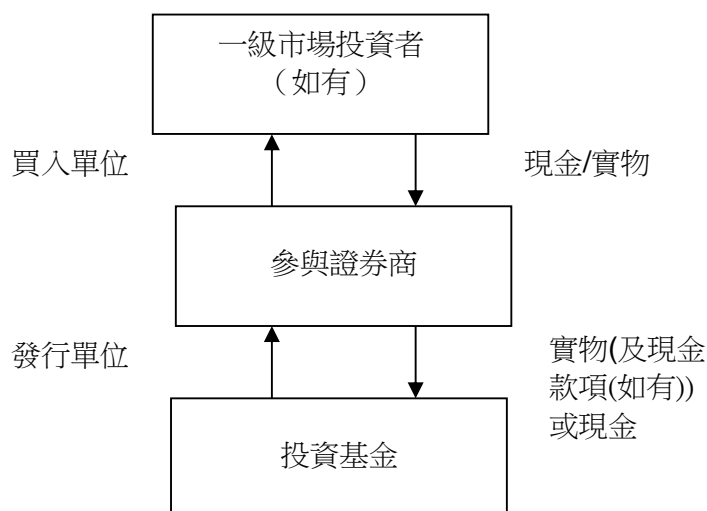 一級市場投資者
（如有）
買入單位
現金/實物
參與證券商
發行單位
實物(及現金
款項(如有))
或現金
投資基金